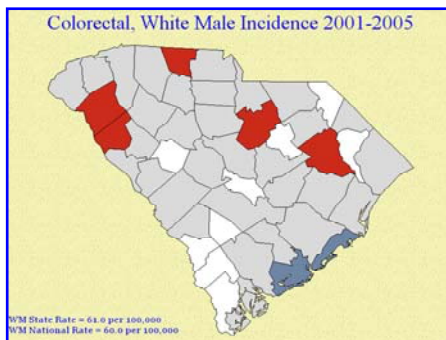 Colorectal, White Male Incidence 2001-2005
WM State Rate = 61.0 per 100,000
WM National Rate = 60.0 per 100,000